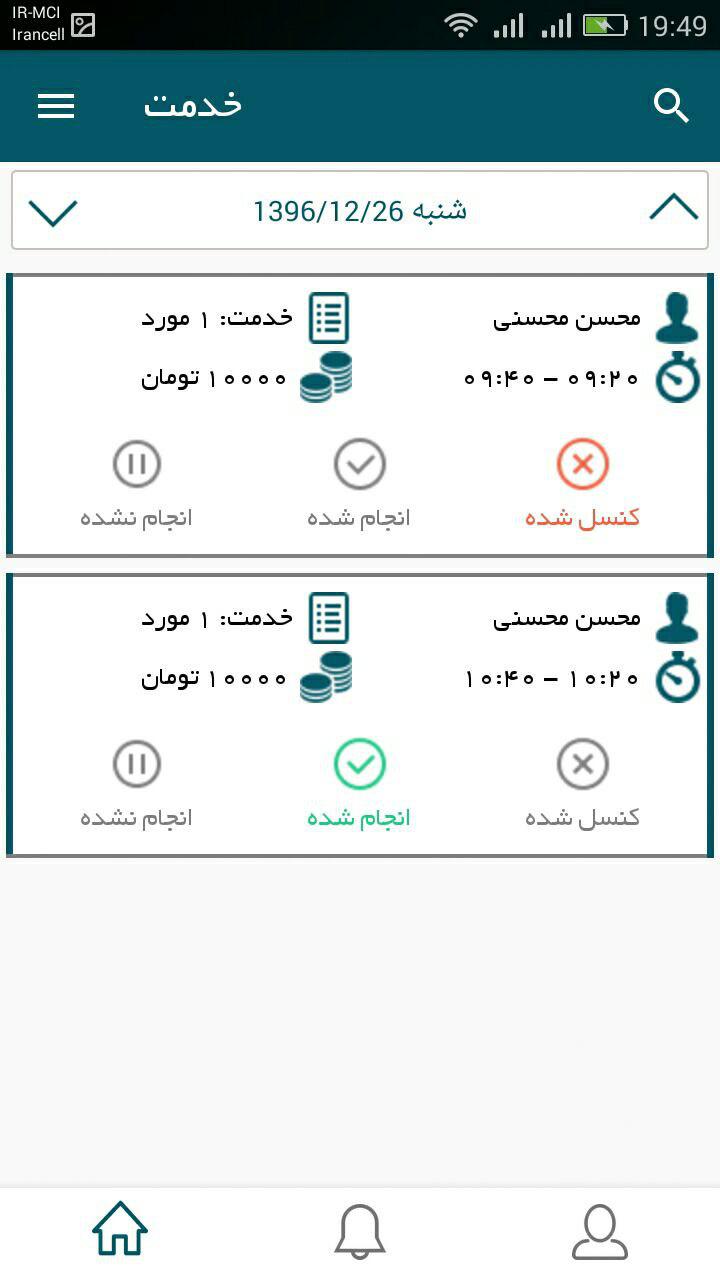 IR-MCI
Irancell
19:49
خدمت
شنبه 1396/12/26
محسن محسنی
خدمت: ۱ مورد
۰۹:۲۰ – ۰۹:۴۰
۱۰۰۰۰ تومان
کنسل شده
انجام شده
انجام نشده
محسن محسنی
خدمت: ۱ مورد
۱۰:۲۰ – ۱۰:۴۰
۱۰۰۰۰ تومان
کنسل شده
انجام شده
انجام نشده